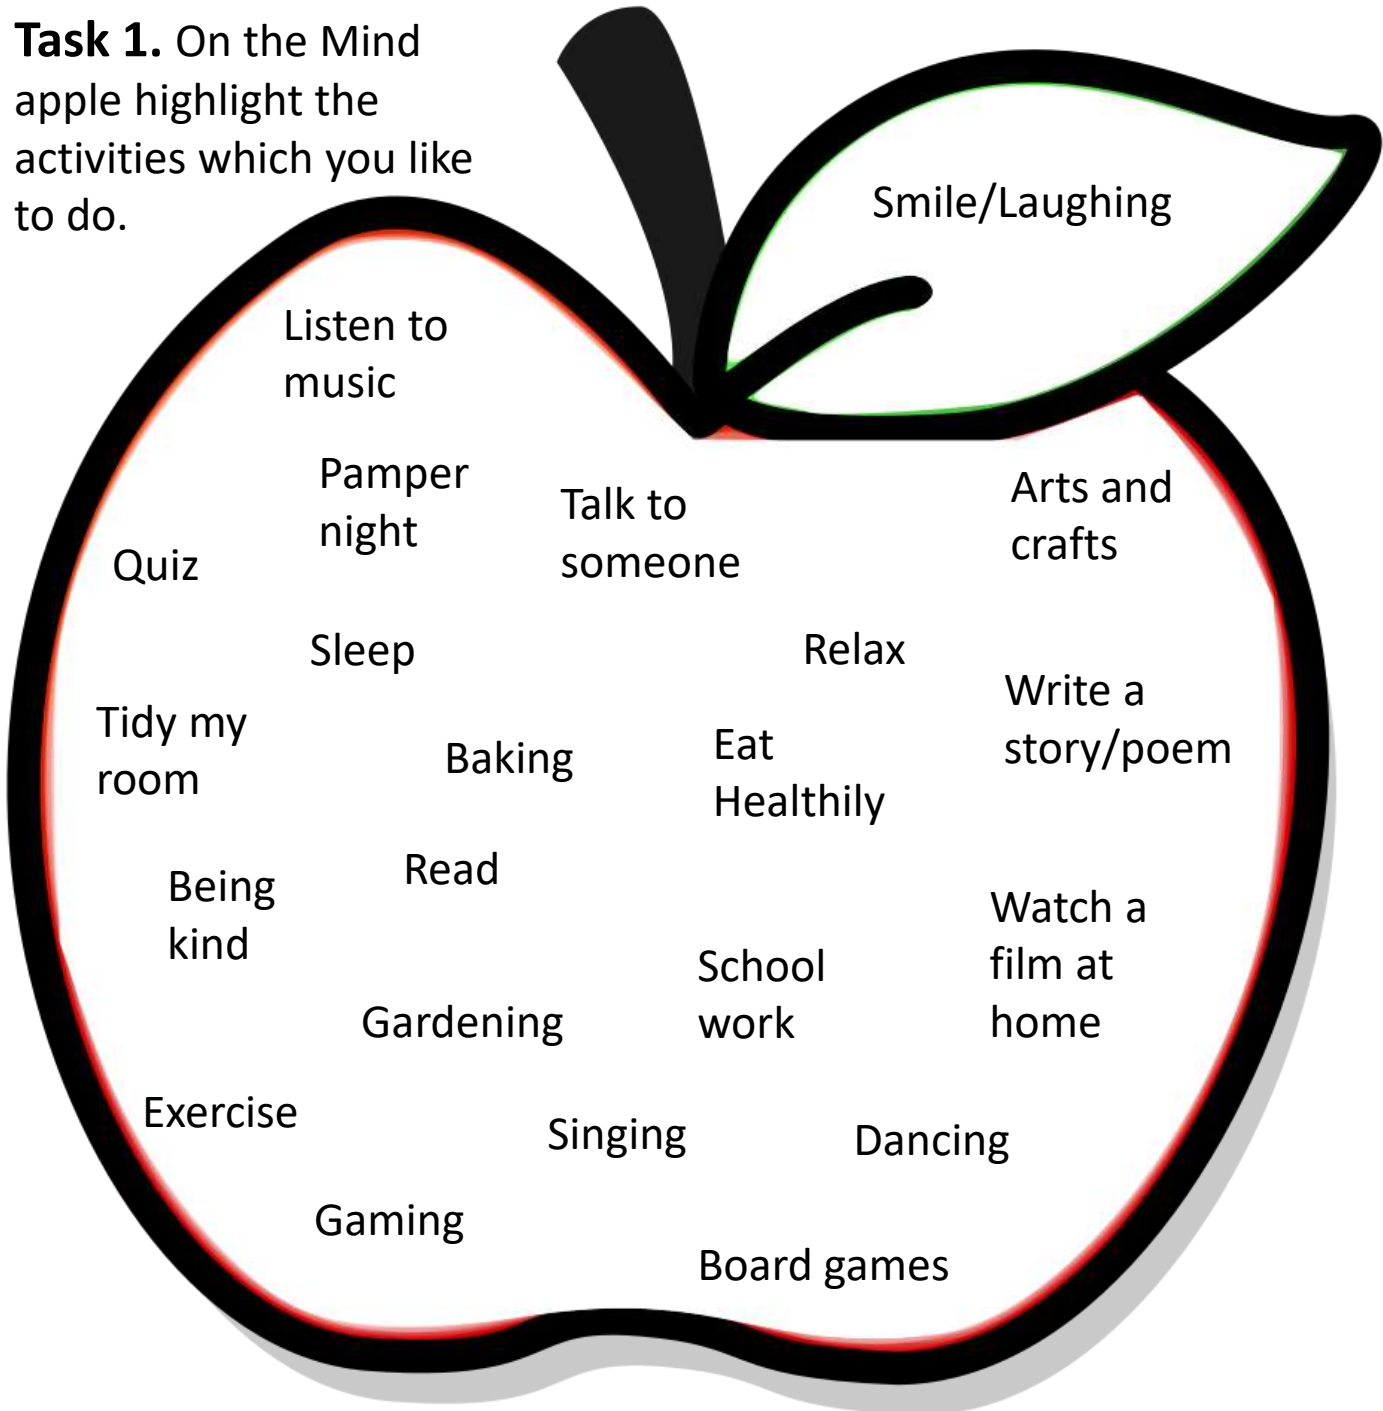 Task 1. On the Mind
apple highlight the
activities which you like
to do.
Smile/Laughing
Listen to
music
Pamper
night
Talk to
someone
Arts and
crafts
Quiz
Sleep
Relax
Write a
story/poem
Tidy my
room
Baking
Eat
Healthily
Read
Being
kind
Watch a
film at
home
School
work
Gardening
Exercise
Singing
Dancing
Gaming
Board games